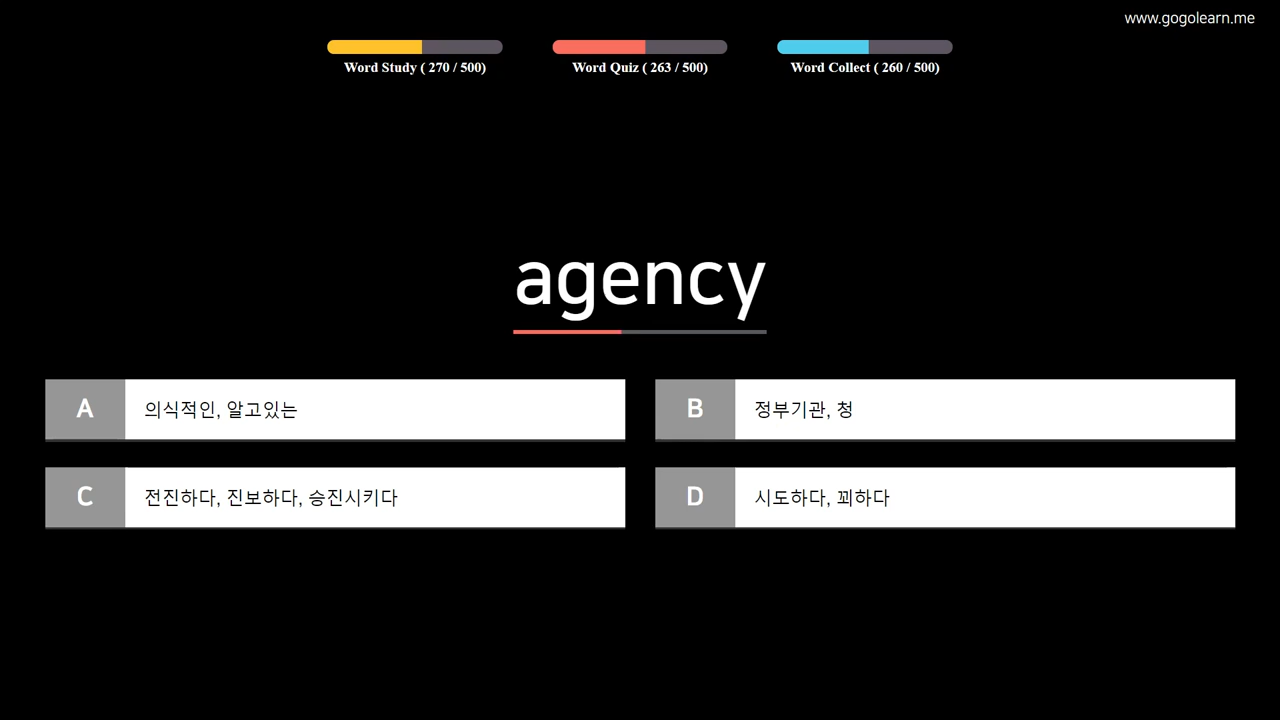 www.gogolearn.me
Word Study ( 270 / 500)
Word Quiz ( 263 / 500)
Word Collect ( 260 / 500)
agency
A 의식적인, 알고있는
B 정부기관, 청
C 전진하다, 진보하다, 승진시키다
D 시도하다, 꾀하다